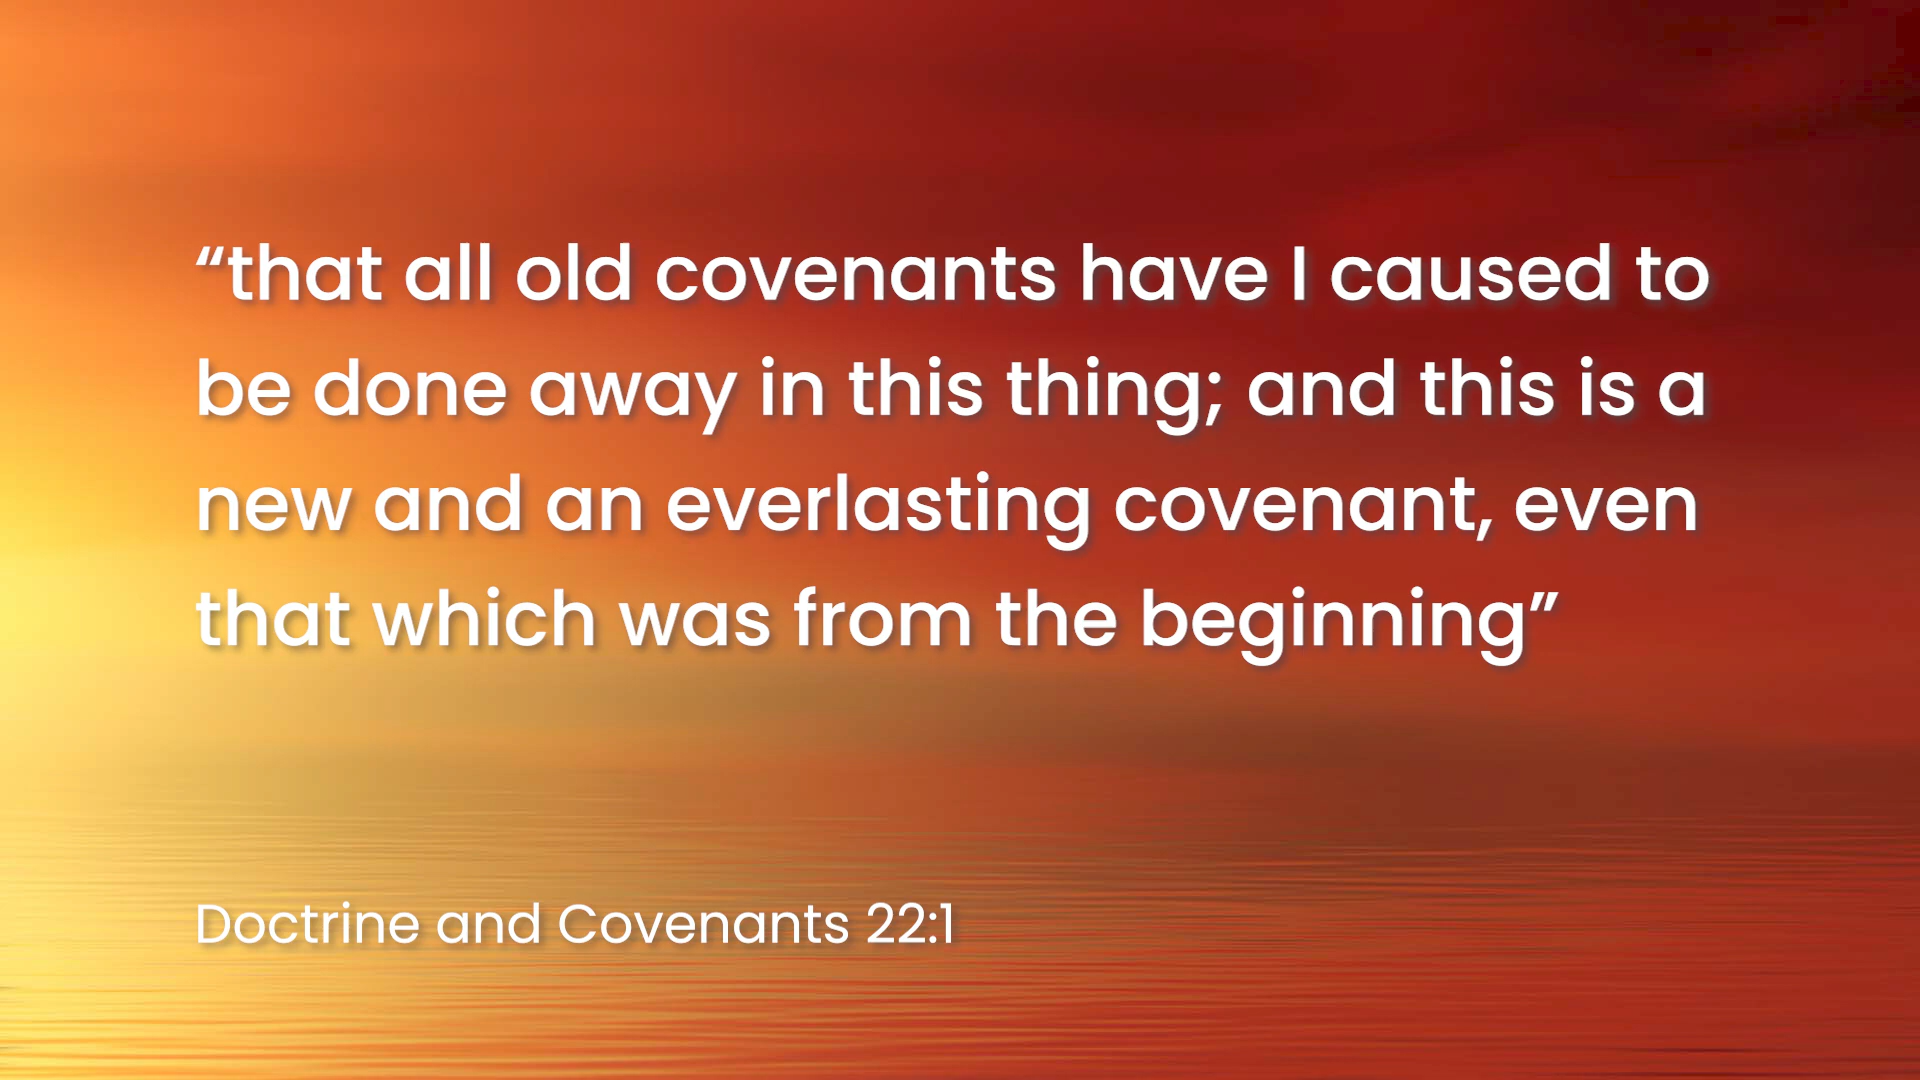 “that all old covenants have I caused to
be done away in this thing; and this is a
new and an everlasting covenant, even
that which was from the beginning”
Doctrine and Covenants 22:1